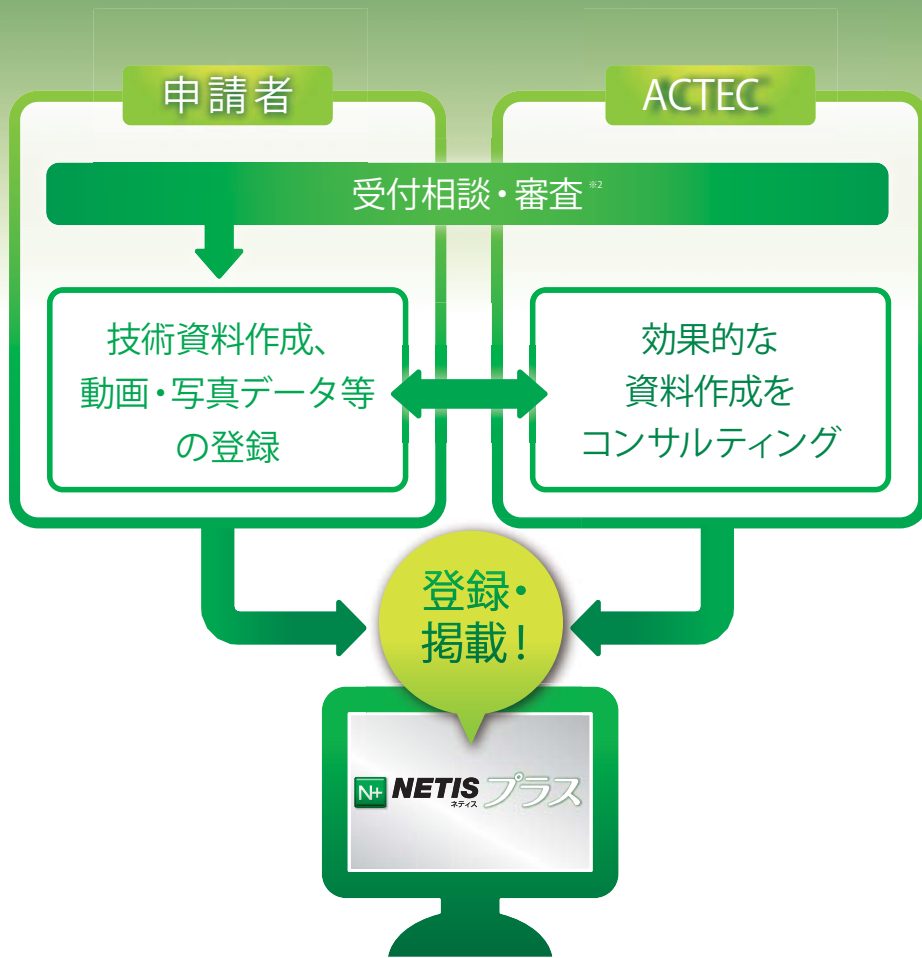 申請者
ACTEC
受付相談・審査※2
技術資料作成、
動画・写真データ等
の登録
効果的な
資料作成を
コンサルティング
登録・
掲載！
N+ NETIS プラス
ネティス